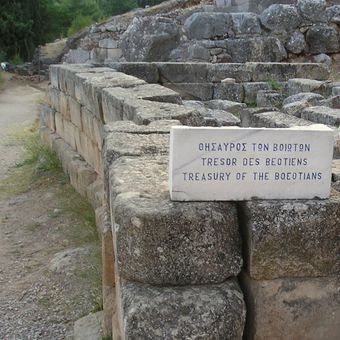 ΘΗΣΑΥΡΟΣ ΤΩΝ ΒΟΙΩΤΩΝ
TRESOR DES BEOTIENS
TREASURY OF THE BOEOTIANS